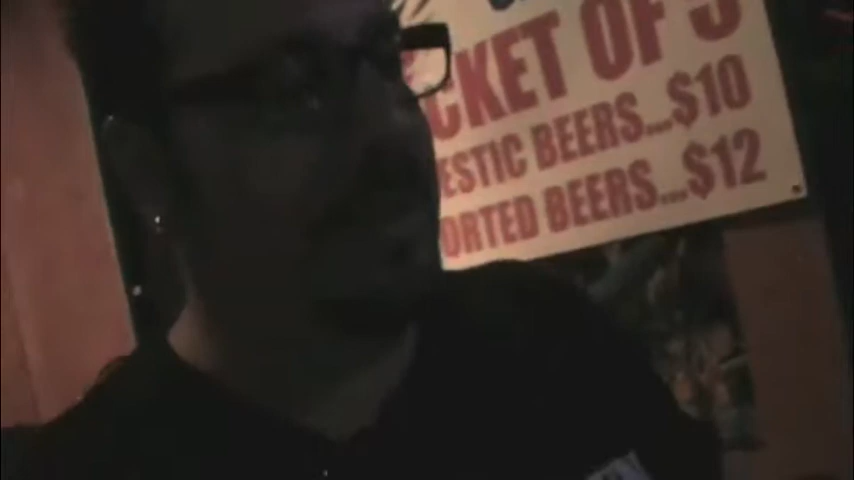 CKET OF 5
ESTIC BEERS...$10
ORTED BEERS...$12